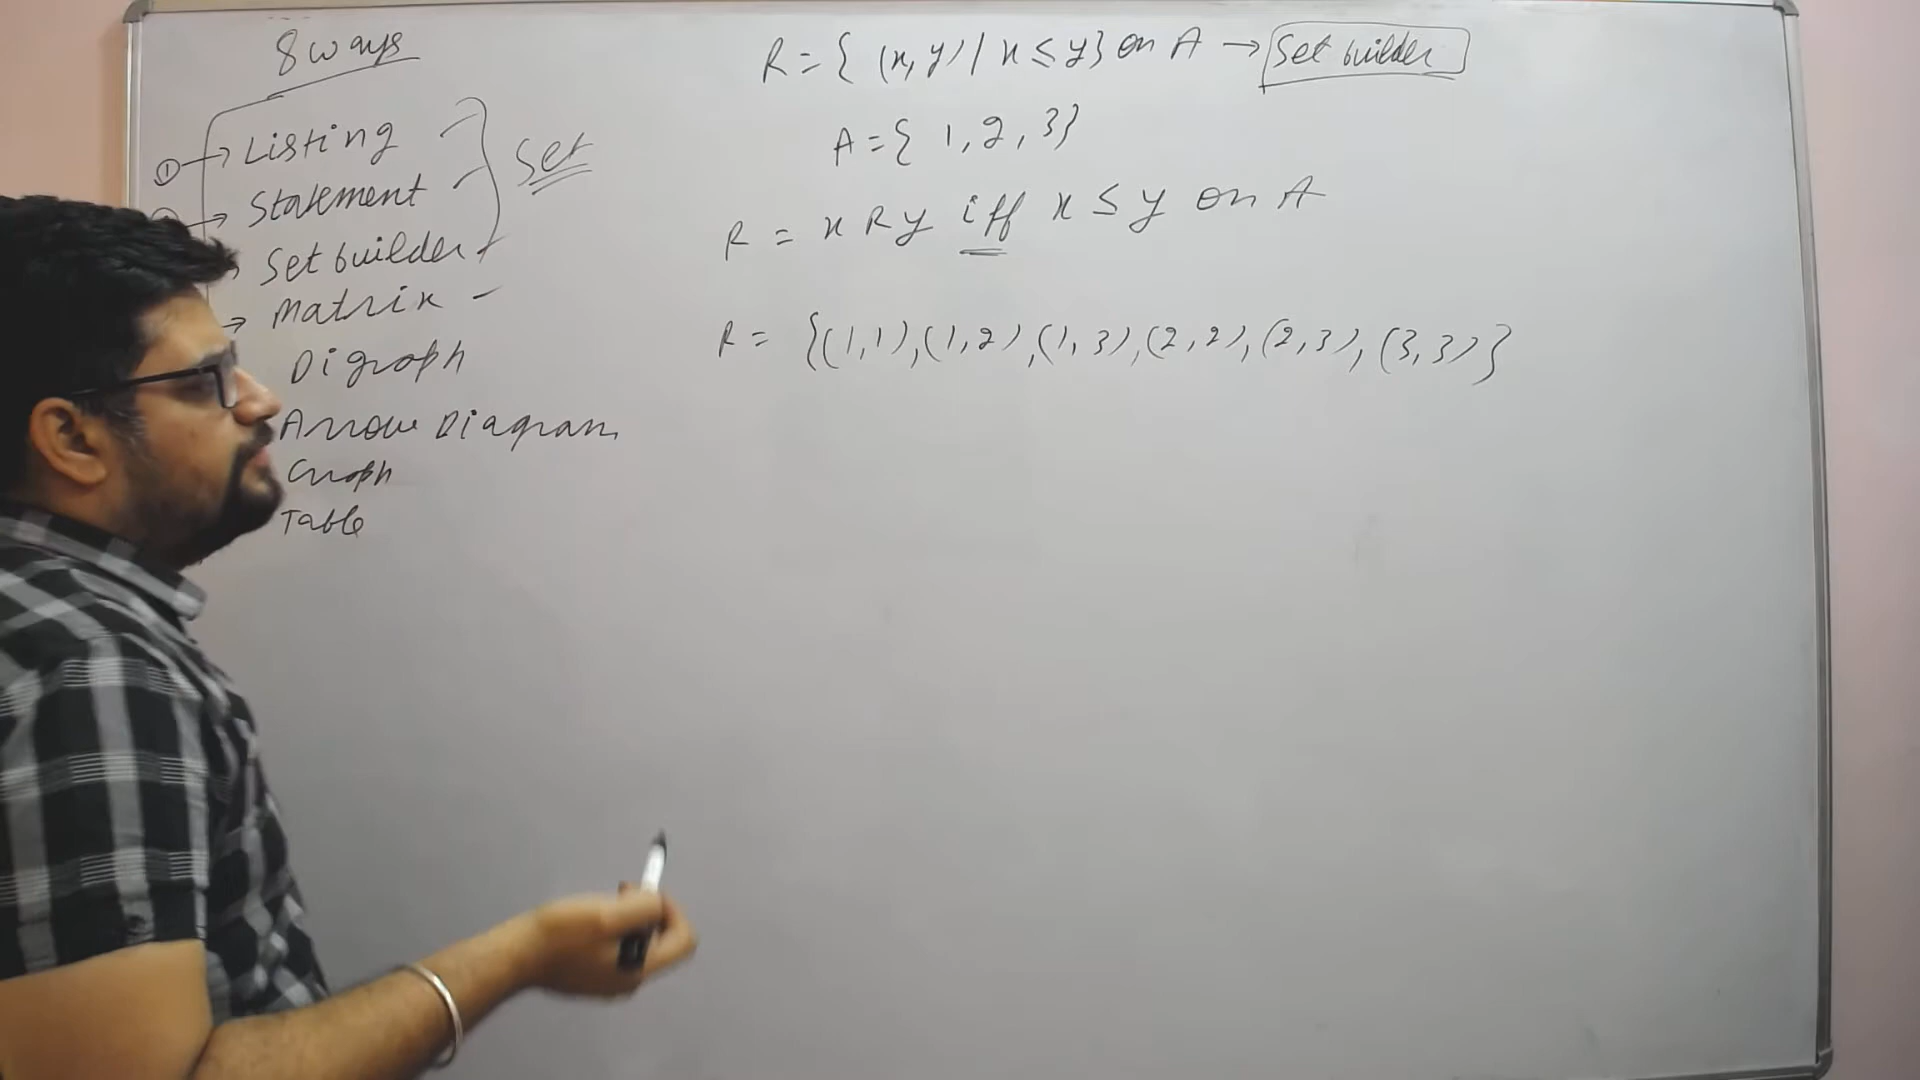 8 ways
① → Listing
→ Statement
Set builder
→ Matrix -
Digraph
Arrow Diagram
Graph
Table
Set
R = { (x, y) / x ≤ y} on A → Set builder
A = { 1, 2, 3}
R = x R y iff x ≤ y on A
R = {(1,1),(1,2),(1,3),(2,2),(2,3),(3,3)}